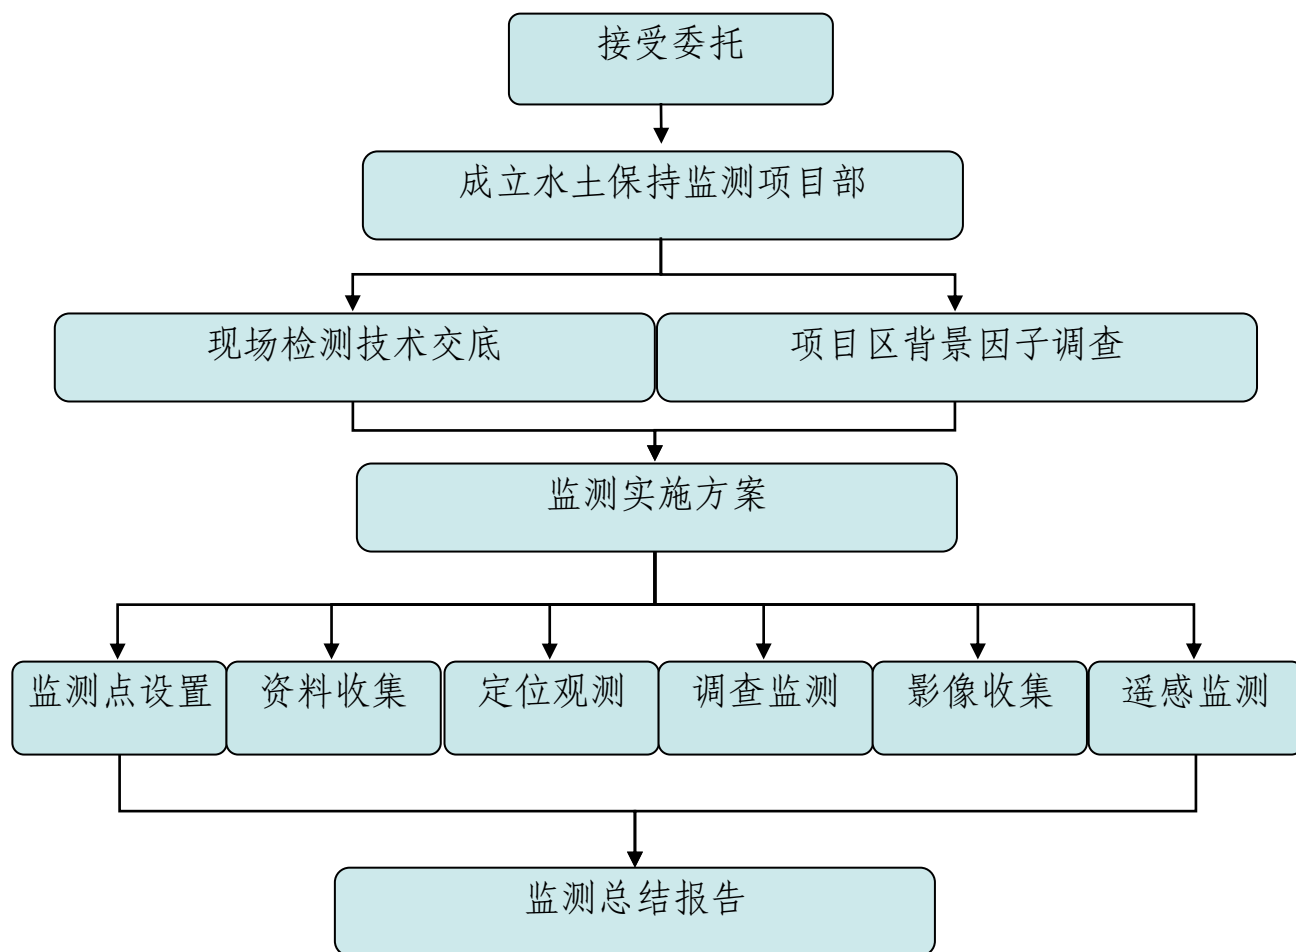 接受委托
成立水土保持监测项目部
现场检测技术交底
项目区背景因子调查
监测实施方案
监测点设置
资料收集
定位观测
调查监测
影像收集
遥感监测
监测总结报告